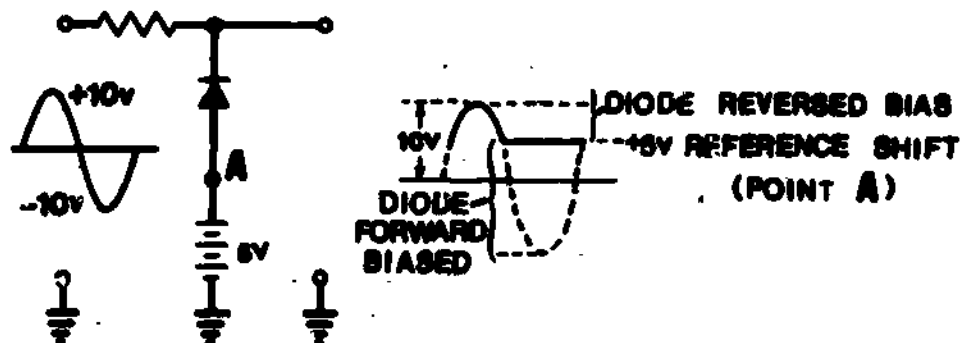 +10v
-10v
A
5V
10V
DIODE REVERSED BIAS
+5V REFERENCE SHIFT
(POINT A)
DIODE
FORWARD
BIASED